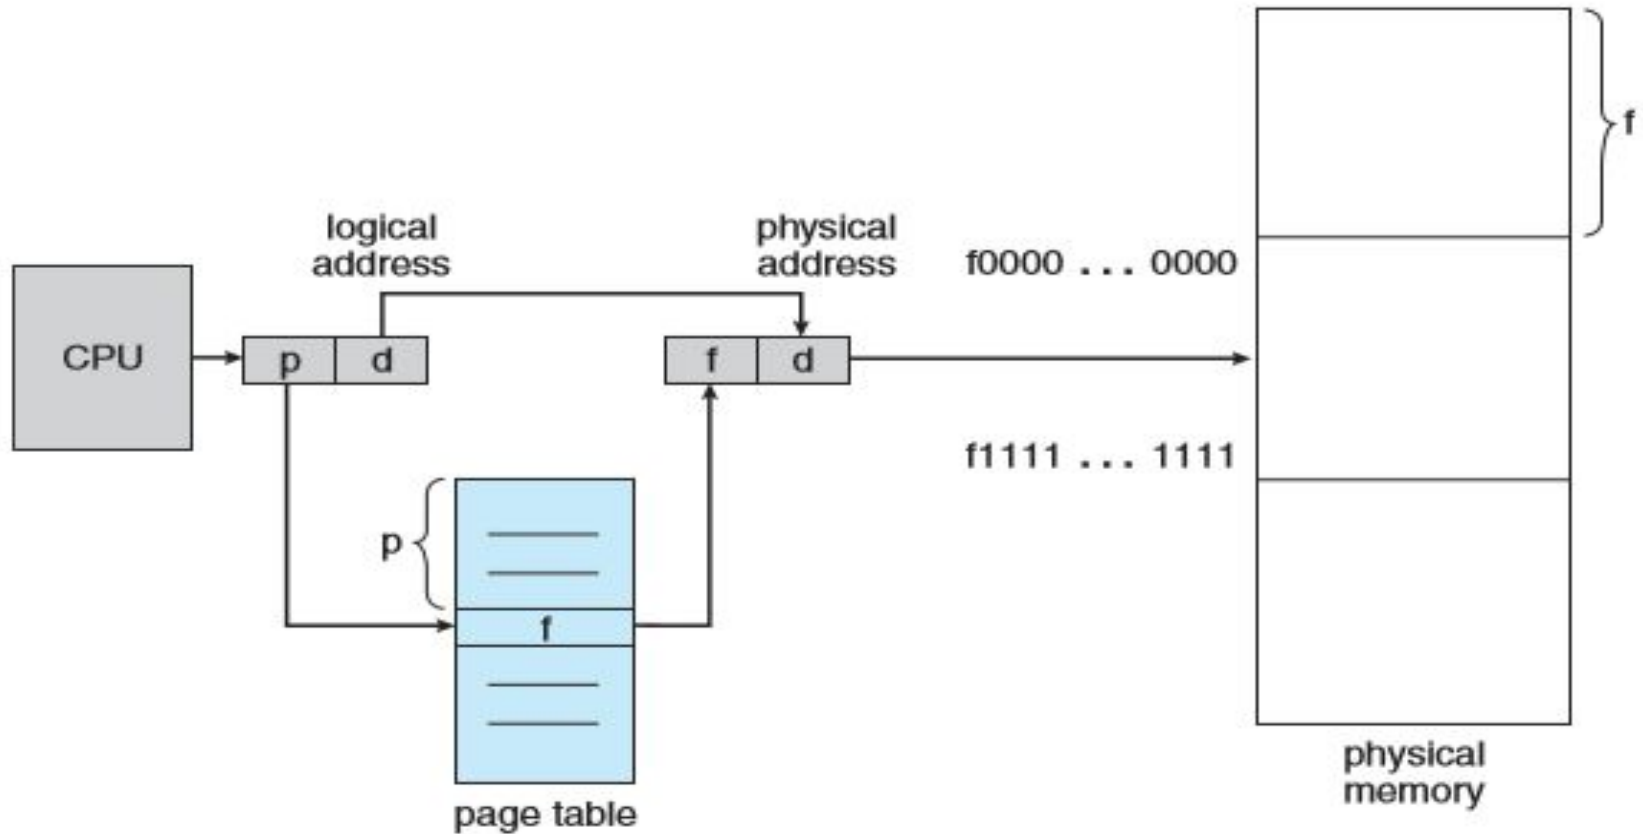 f
logical
address
physical
address
f0000 ... 0000
CPU
p d
f d
f1111 ... 1111
p
f
physical
memory
page table